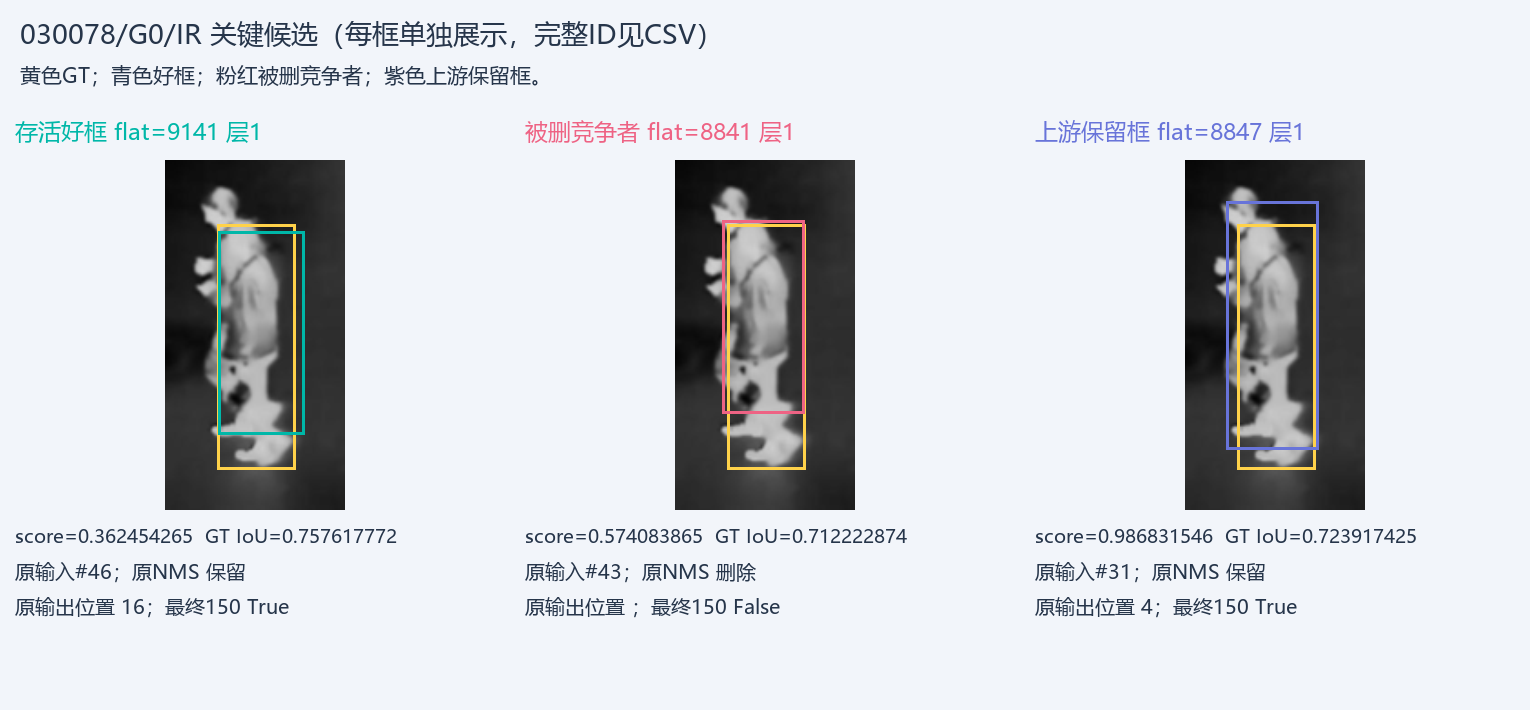 030078/G0/IR 关键候选（每框单独展示，完整ID见CSV）
黄色GT；青色好框；粉红被删竞争者；紫色上游保留框。
存活好框 flat=9141 层1
score=0.362454265 GT IoU=0.757617772
原输入#46；原NMS 保留
原输出位置 16；最终150 True
被删竞争者 flat=8841 层1
score=0.574083865 GT IoU=0.712222874
原输入#43；原NMS 删除
原输出位置 ；最终150 False
上游保留框 flat=8847 层1
score=0.986831546 GT IoU=0.723917425
原输入#31；原NMS 保留
原输出位置 4；最终150 True